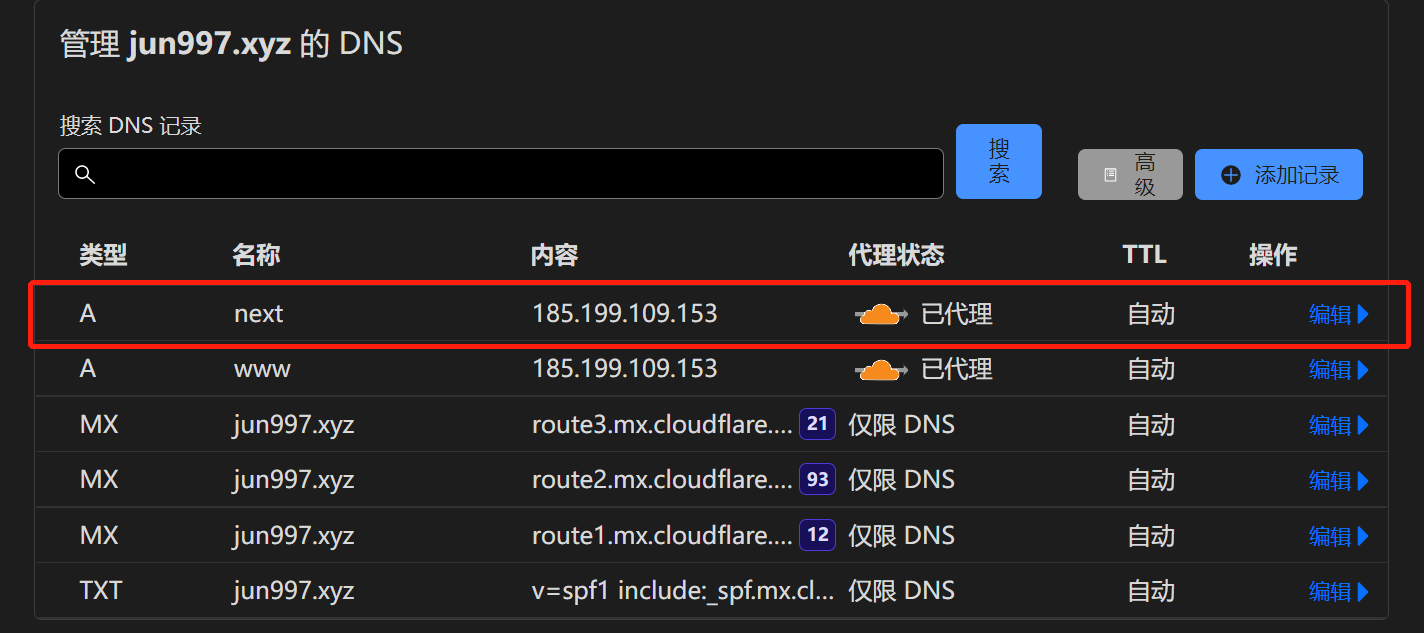 管理 jun997.xyz 的 DNS
搜索 DNS 记录
搜索
高级
添加记录
类型 名称 内容 代理状态 TTL 操作
A next 185.199.109.153 已代理 自动 编辑
A www 185.199.109.153 已代理 自动 编辑
MX jun997.xyz route3.mx.cloudflare.... 21 仅限 DNS 自动 编辑
MX jun997.xyz route2.mx.cloudflare.... 93 仅限 DNS 自动 编辑
MX jun997.xyz route1.mx.cloudflare.... 12 仅限 DNS 自动 编辑
TXT jun997.xyz v=spf1 include:_spf.mx.cl... 仅限 DNS 自动 编辑